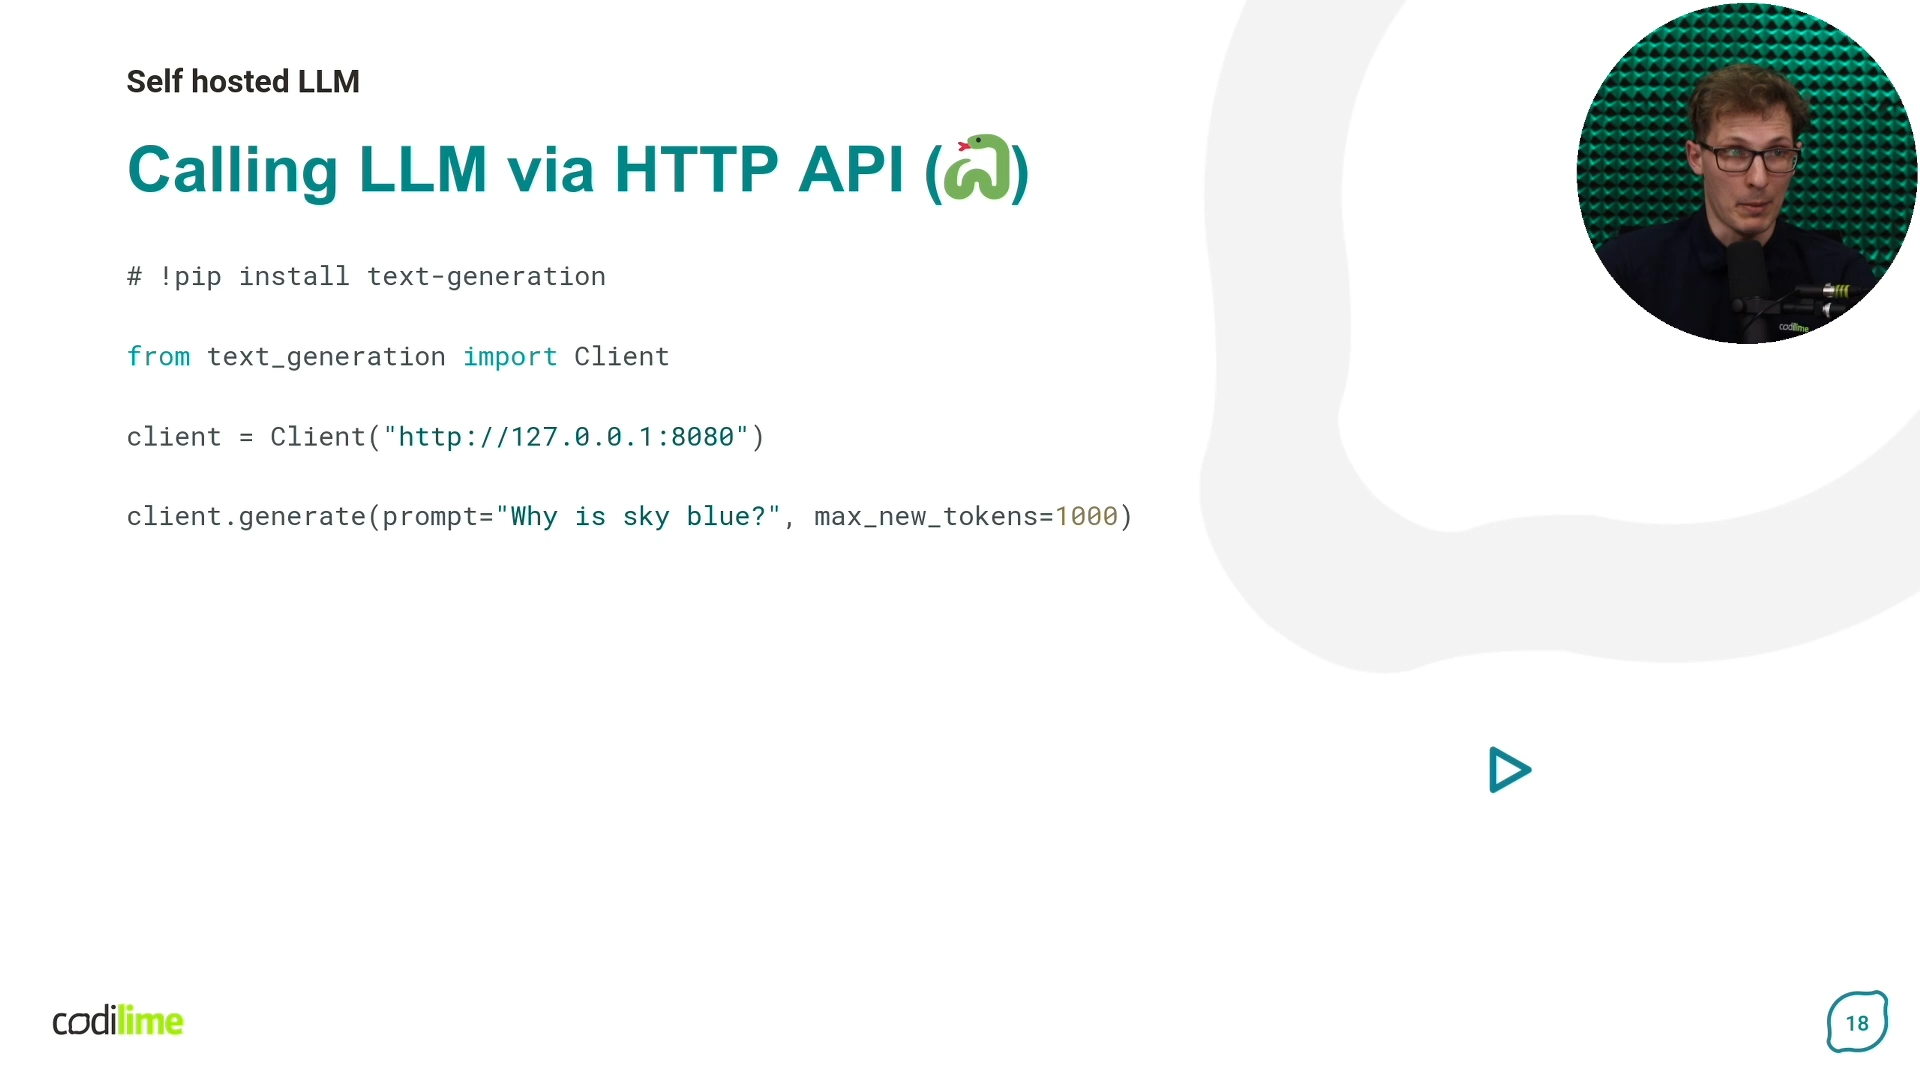 Self hosted LLM
Calling LLM via HTTP API (🐍)
# !pip install text-generation
from text_generation import Client
client = Client("http://127.0.0.1:8080")
client.generate(prompt="Why is sky blue?", max_new_tokens=1000)
codilime
codilime
18